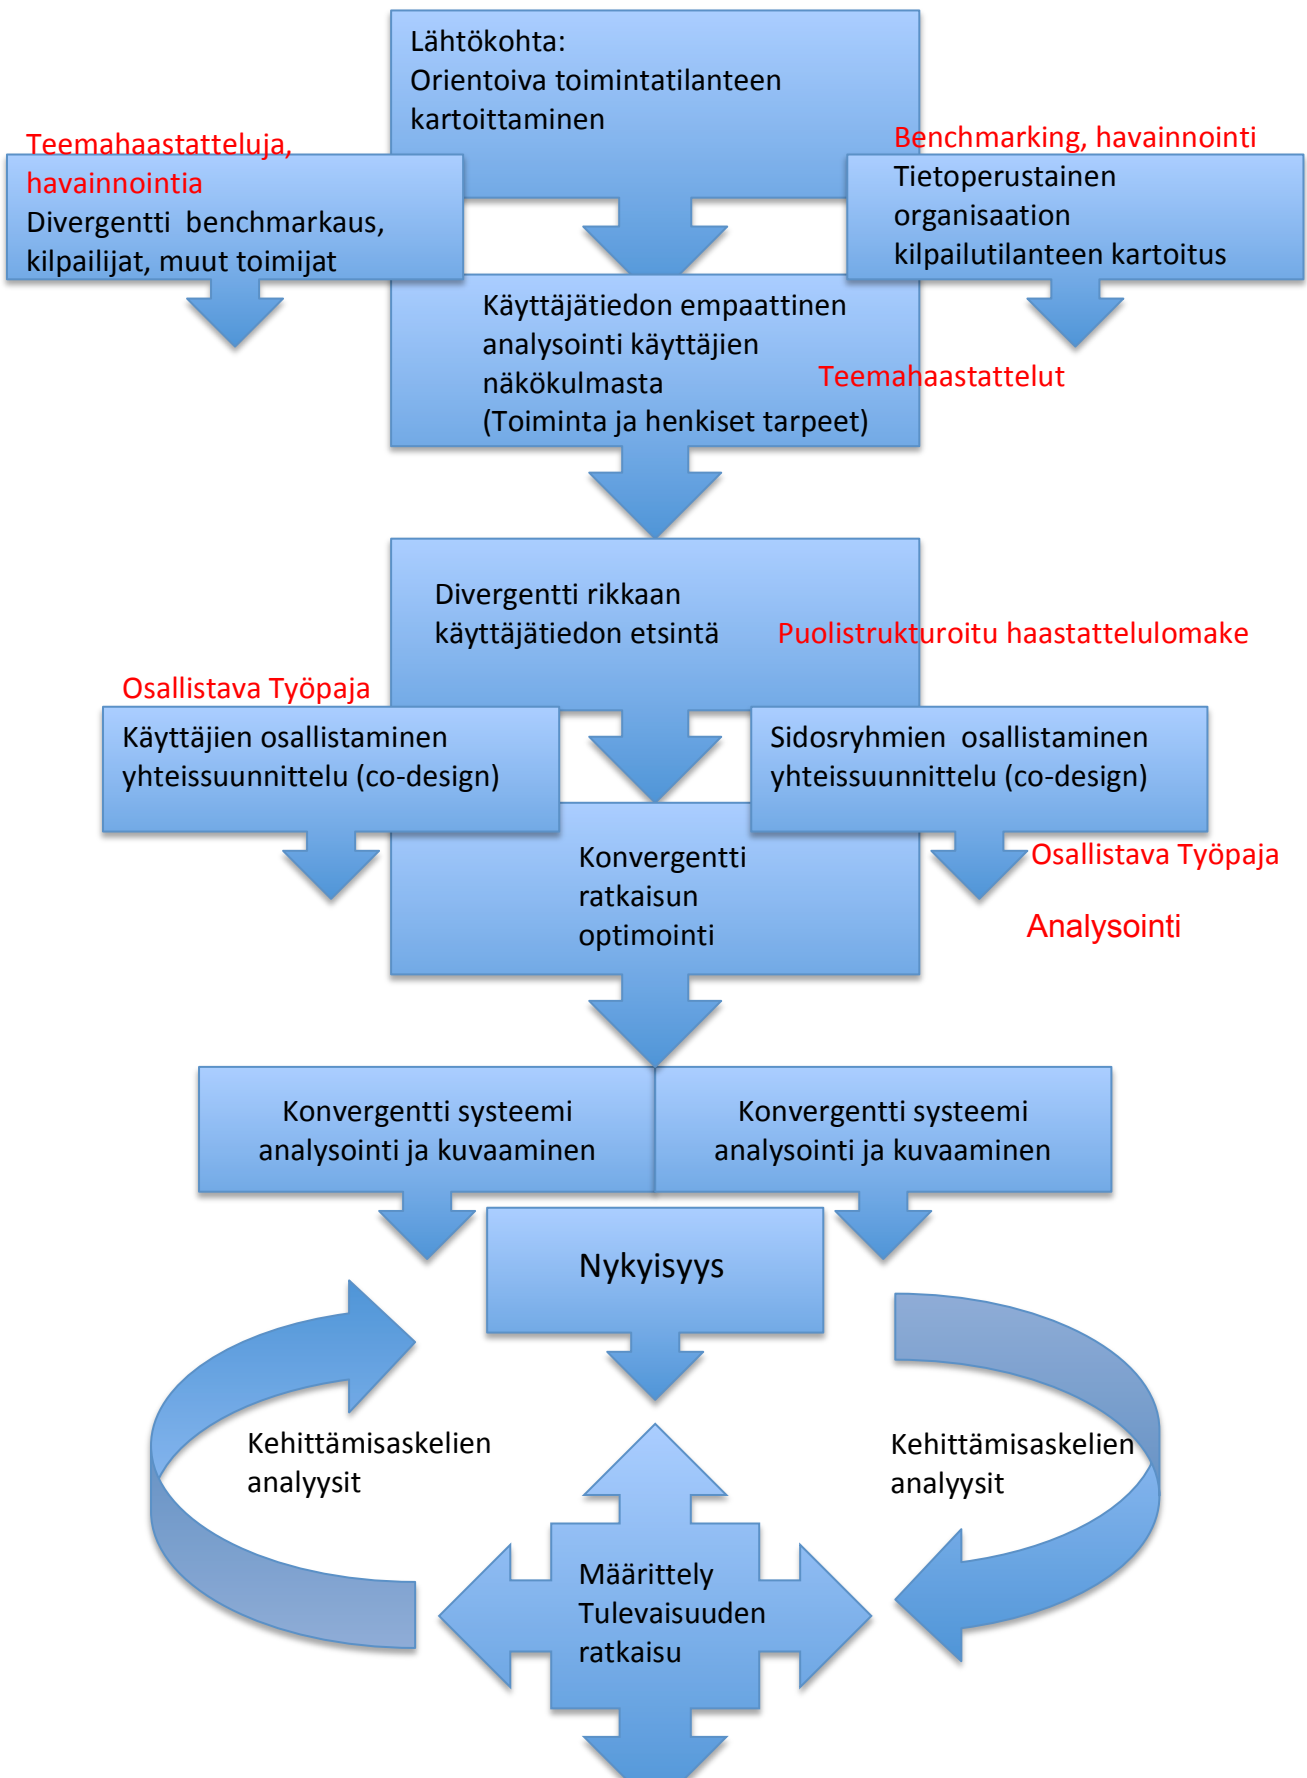 Lähtökohta:
Orientoiva toimintatilanteen
kartoittaminen
Teemahaastatteluja,
havainnointia
Divergentti benchmarkaus,
kilpailijat, muut toimijat
Benchmarking, havainnointi
Tietoperustainen
organisaation
kilpailutilanteen kartoitus
Käyttäjätiedon empaattinen
analysointi käyttäjien
näkökulmasta
(Toiminta ja henkiset tarpeet)
Teemahaastattelut
Divergentti rikkaan
käyttäjätiedon etsintä
Puolistrukturoitu haastattelulomake
Osallistava Työpaja
Käyttäjien osallistaminen
yhteissuunnittelu (co-design)
Sidosryhmien osallistaminen
yhteissuunnittelu (co-design)
Osallistava Työpaja
Analysointi
Konvergentti
ratkaisun
optimointi
Konvergentti systeemi
analysointi ja kuvaaminen
Konvergentti systeemi
analysointi ja kuvaaminen
Nykyisyys
Kehittämisaskelien
analyysit
Kehittämisaskelien
analyysit
Määrittely
Tulevaisuuden
ratkaisu